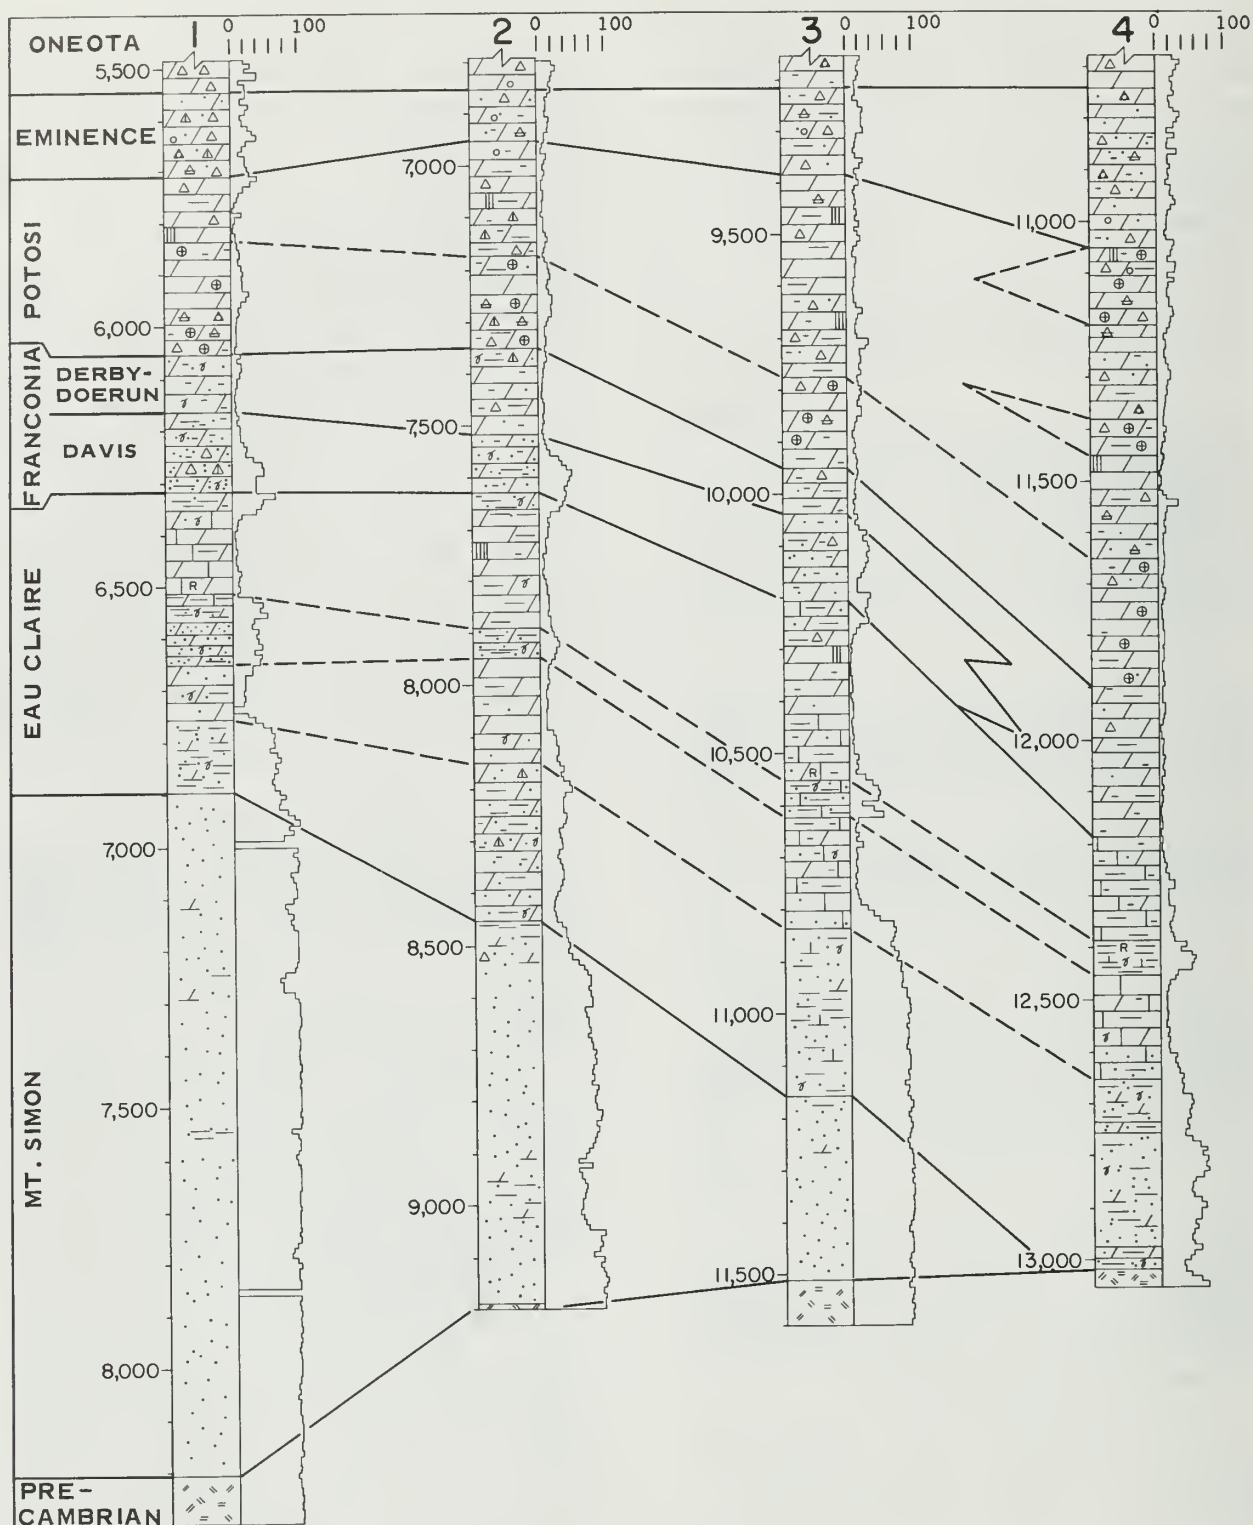 1 0 100
2 0 100
3 0 100
4 0 100
ONEOTA
EMINENCE
POTOSI
FRANCONIA
DERBY-
DOERUN
DAVIS
EAU CLAIRE
MT. SIMON
PRE-
CAMBRIAN
5,500
6,000
6,500
7,000
7,500
8,000
R
7,000
7,500
8,000
8,500
9,000
9,500
10,000
10,500
11,000
11,500
R
11,000
11,500
12,000
12,500
13,000
R